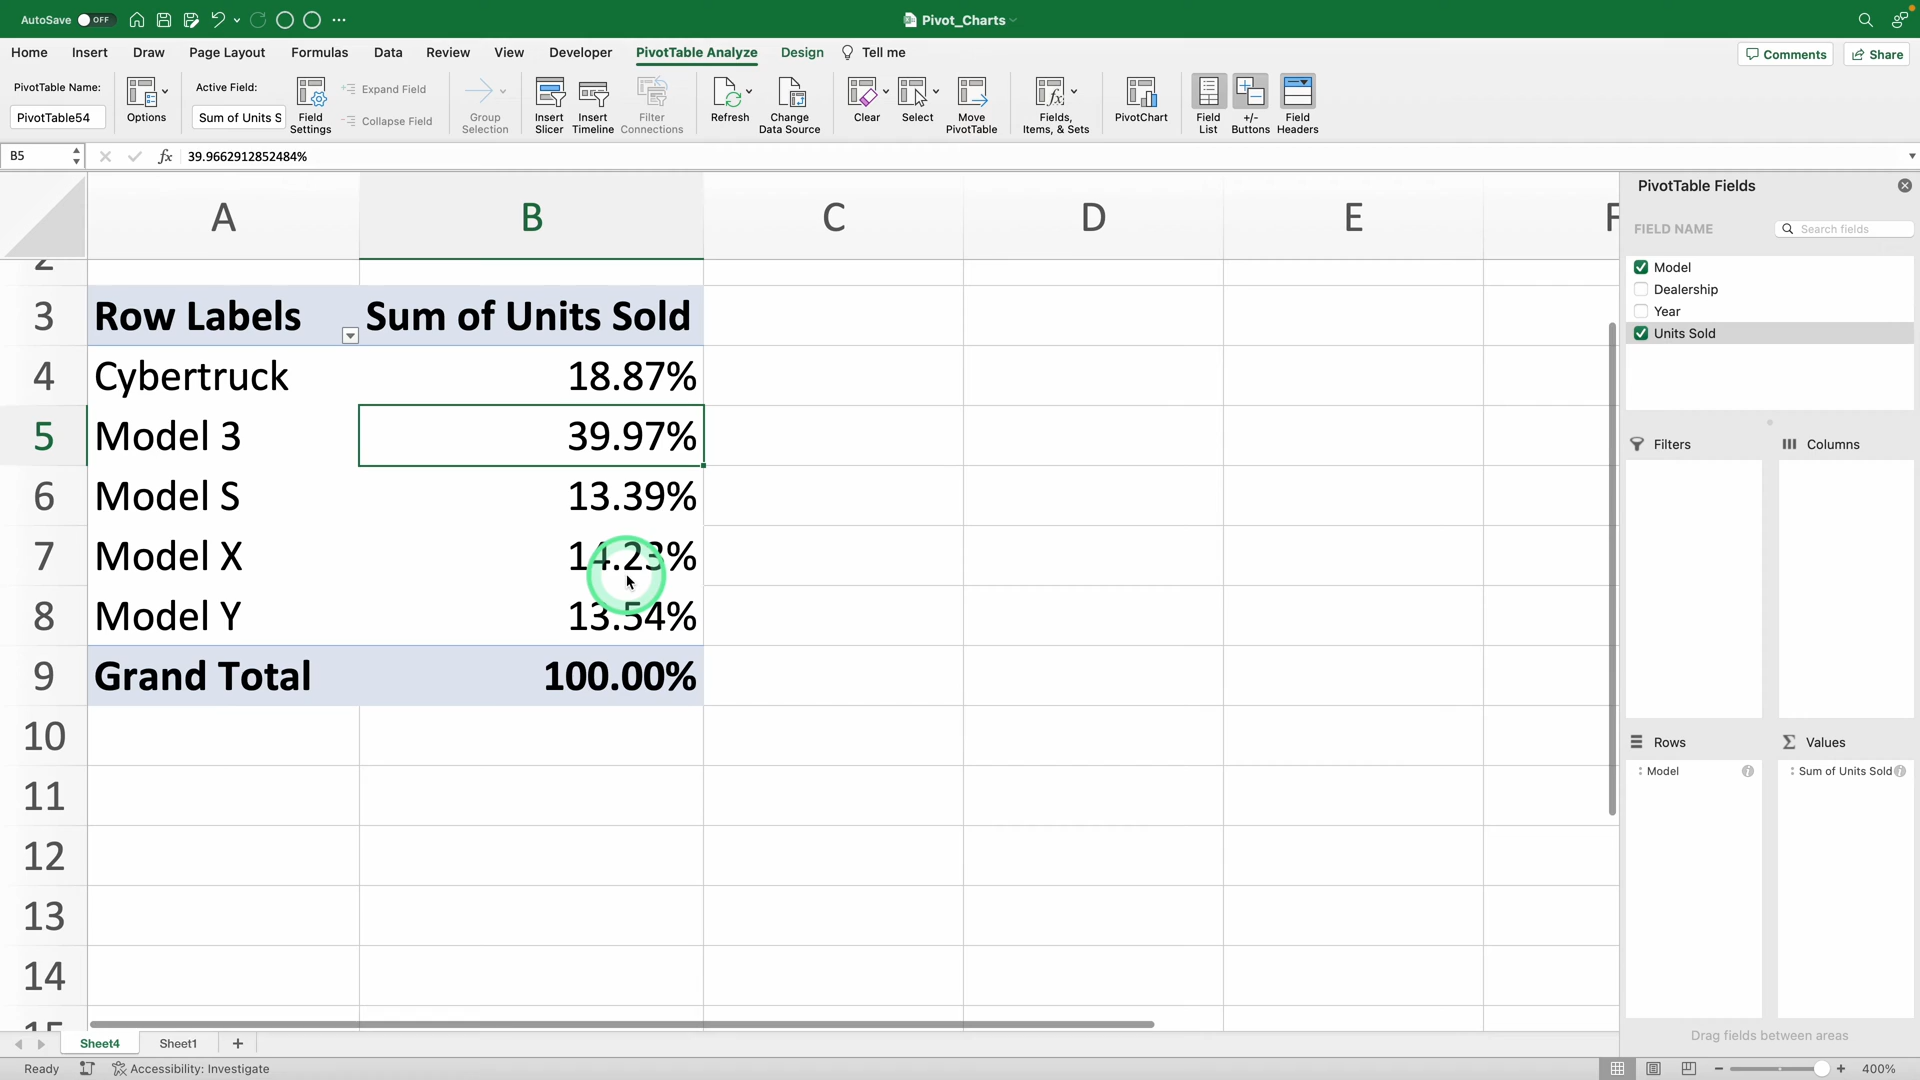 AutoSave OFF
Pivot_Charts
Home Insert Draw Page Layout Formulas Data Review View Developer PivotTable Analyze Design Tell me
Comments Share
PivotTable Name:
PivotTable54
Options
Active Field:
Sum of Units S
Field Settings
Expand Field
Collapse Field
Group Selection
Insert Slicer
Insert Timeline
Filter Connections
Refresh
Change Data Source
Clear
Select
Move PivotTable
Fields, Items, & Sets
PivotChart
Field List
+/- Buttons
Field Headers
B5 fx 39.9662912852484%
A B C D E F
2
3 Row Labels Sum of Units Sold
4 Cybertruck 18.87%
5 Model 3 39.97%
6 Model S 13.39%
7 Model X 14.23%
8 Model Y 13.54%
9 Grand Total 100.00%
10
11
12
13
14
15
PivotTable Fields
FIELD NAME Search fields
Model
Dealership
Year
Units Sold
Filters Columns
Rows Values
Model Sum of Units Sold
Drag fields between areas
Sheet4 Sheet1 +
Ready Accessibility: Investigate
400%